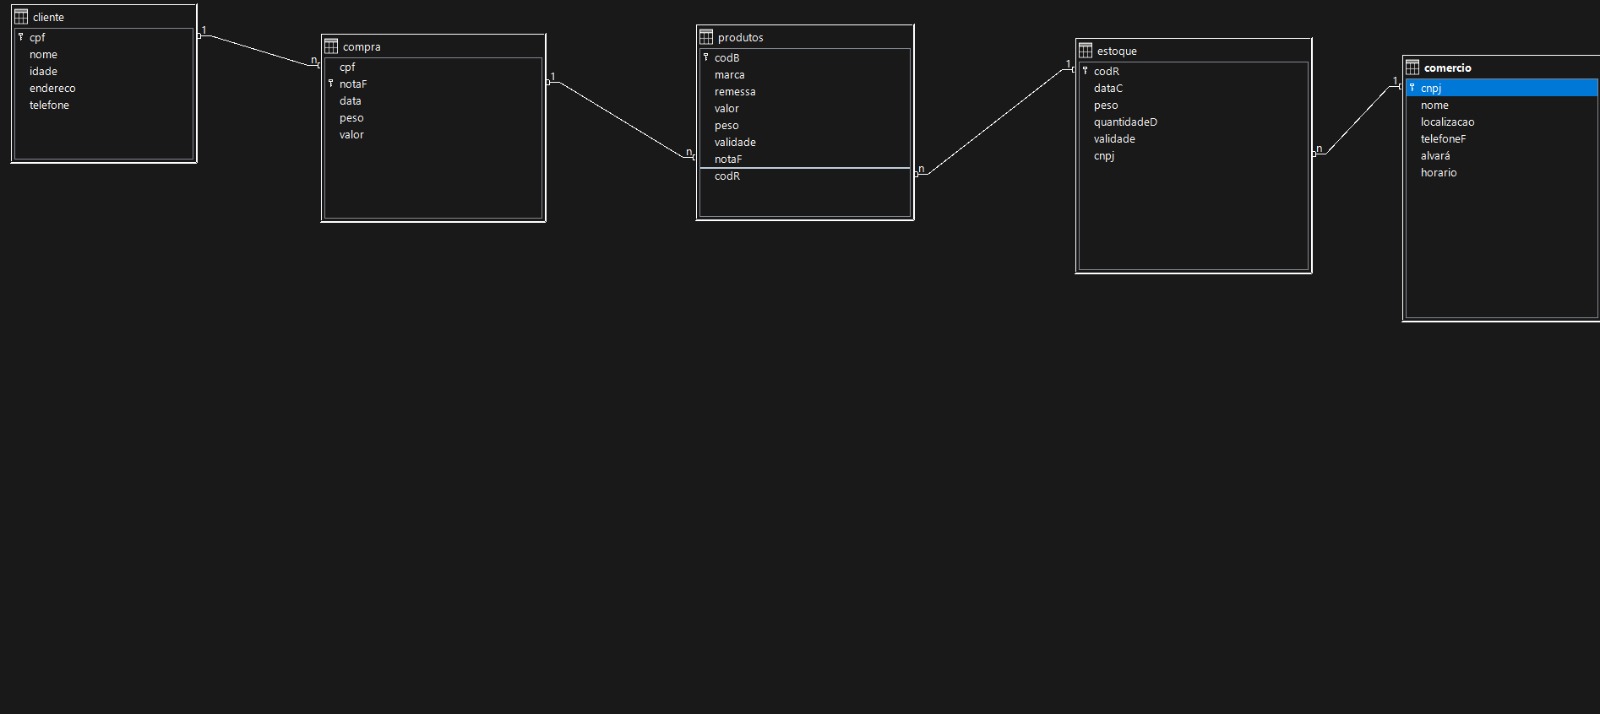 cliente
cpf
nome
idade
endereco
telefone
1
n
compra
cpf
notaF
data
peso
valor
1
n
produtos
codB
marca
remessa
valor
peso
validade
notaF
codR
n
1
estoque
codR
dataC
peso
quantidadeD
validade
cnpj
n
1
comercio
cnpj
nome
localizacao
telefoneF
alvará
horario